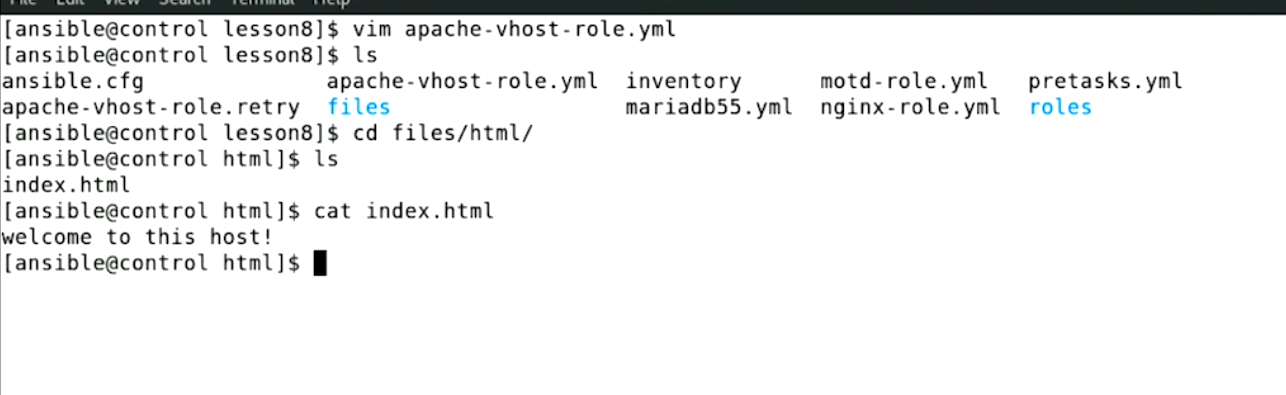 File Edit View Search Terminal Help
[ansible@control lesson8]$ vim apache-vhost-role.yml
[ansible@control lesson8]$ ls
ansible.cfg apache-vhost-role.yml inventory motd-role.yml pretasks.yml
apache-vhost-role.retry files mariadb55.yml nginx-role.yml roles
[ansible@control lesson8]$ cd files/html/
[ansible@control html]$ ls
index.html
[ansible@control html]$ cat index.html
welcome to this host!
[ansible@control html]$